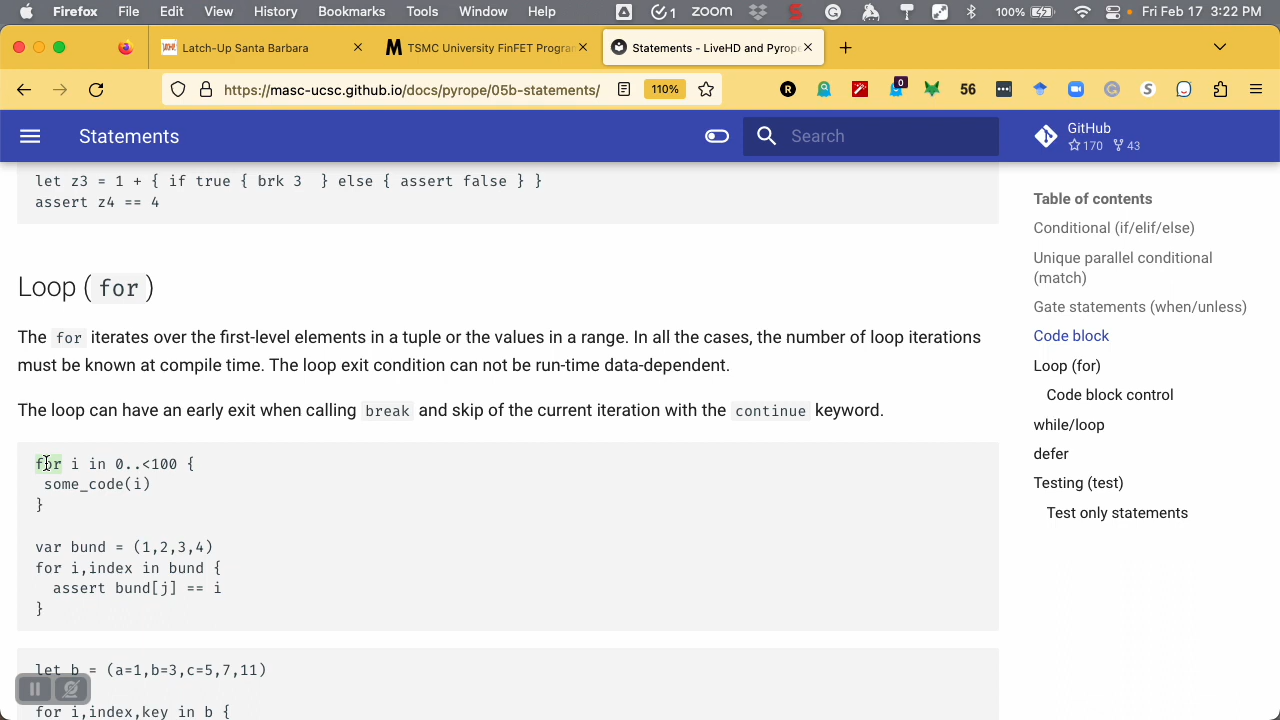 Firefox File Edit View History Bookmarks Tools Window Help 1 zoom 100% Fri Feb 17 3:22 PM
Latch-Up Santa Barbara
TSMC University FinFET Progra
Statements - LiveHD and Pyrope
https://masc-ucsc.github.io/docs/pyrope/05b-statements/ 110% R 0 56 S
Statements
Search
GitHub
170 43
let z3 = 1 + { if true { brk 3 } else { assert false } }
assert z4 == 4
Loop ( for )
The for iterates over the first-level elements in a tuple or the values in a range. In all the cases, the number of loop iterations
must be known at compile time. The loop exit condition can not be run-time data-dependent.
The loop can have an early exit when calling break and skip of the current iteration with the continue keyword.
for i in 0..<100 {
some_code(i)
}
var bund = (1,2,3,4)
for i,index in bund {
assert bund[j] == i
}
let b = (a=1,b=3,c=5,7,11)
for i,index,key in b {
Table of contents
Conditional (if/elif/else)
Unique parallel conditional
(match)
Gate statements (when/unless)
Code block
Loop (for)
Code block control
while/loop
defer
Testing (test)
Test only statements